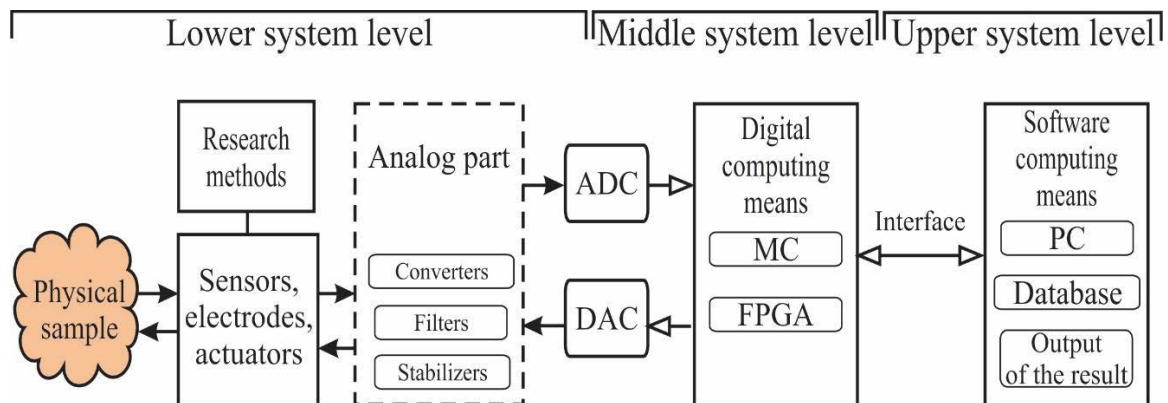 Lower system level
Middle system level
Upper system level
Research
methods
Physical
sample
Sensors,
electrodes,
actuators
Analog part
Converters
Filters
Stabilizers
ADC
DAC
Digital
computing
means
MC
FPGA
Interface
Software
computing
means
PC
Database
Output
of the result